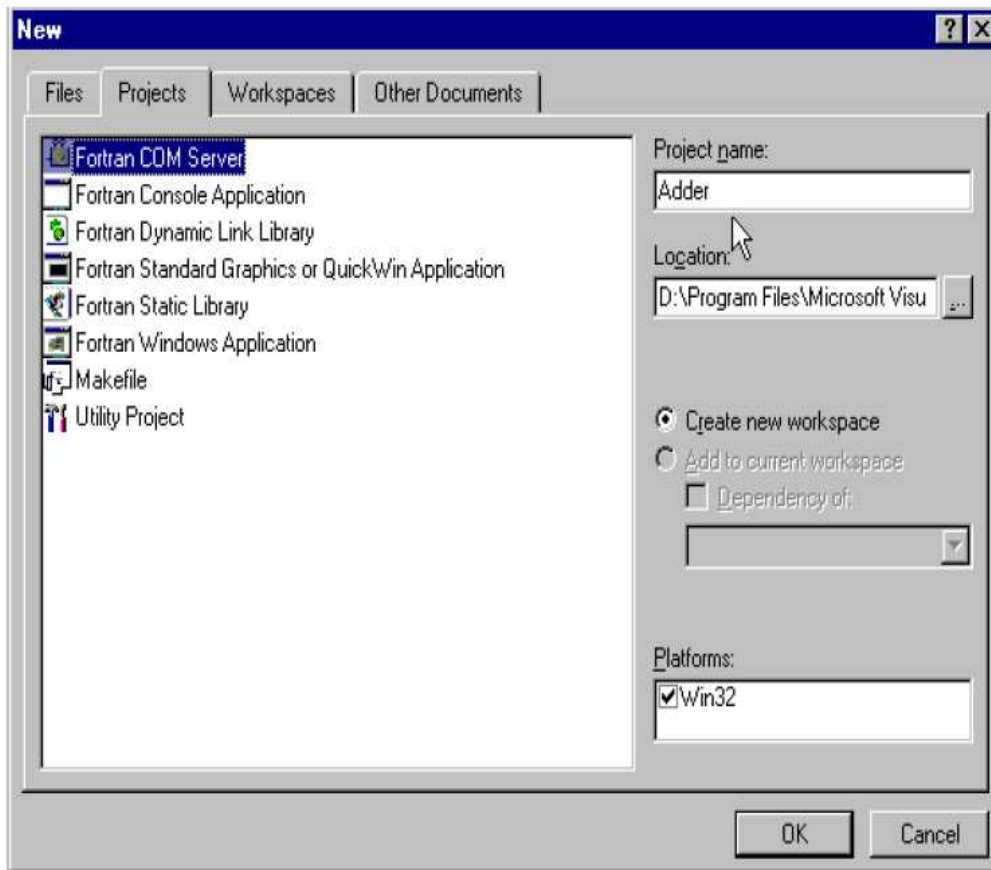 New
Files Projects Workspaces Other Documents
Fortran COM Server
Fortran Console Application
Fortran Dynamic Link Library
Fortran Standard Graphics or QuickWin Application
Fortran Static Library
Fortran Windows Application
Makefile
Utility Project
Project name:
Adder
Location:
D:\Program Files\Microsoft Visu
...
Create new workspace
Add to current workspace
Dependency of:
Platforms:
Win32
OK Cancel